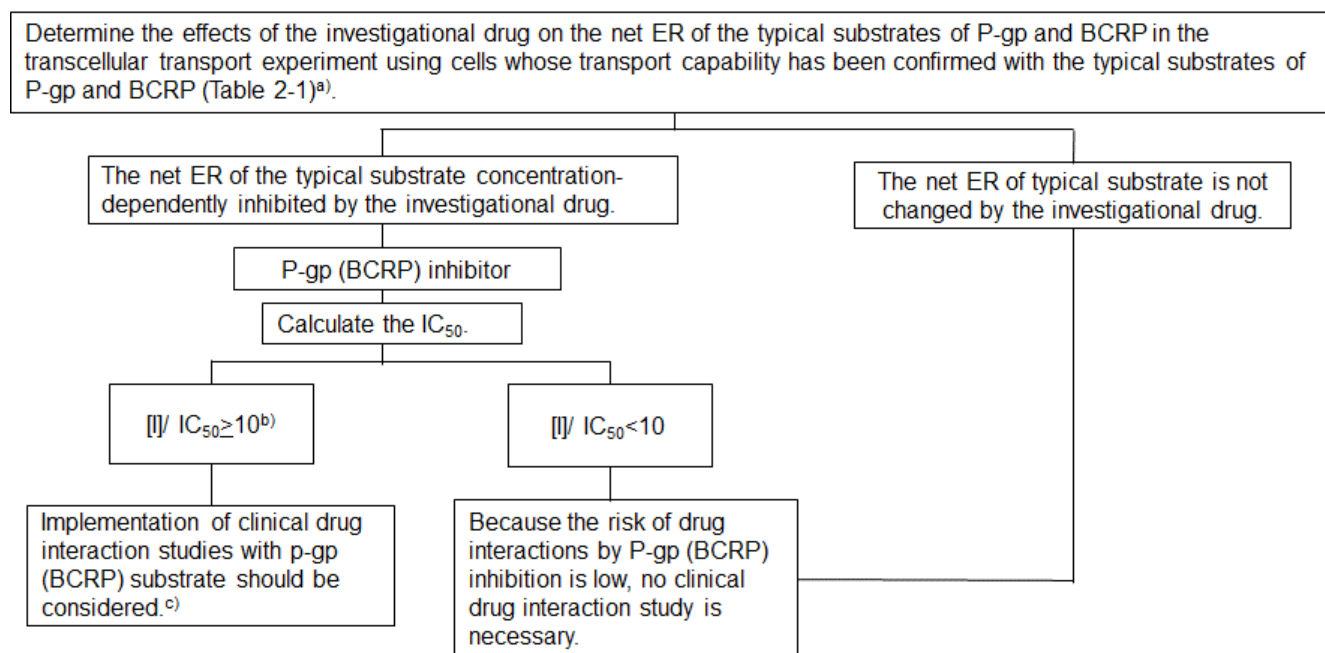 Determine the effects of the investigational drug on the net ER of the typical substrates of P-gp and BCRP in the
transcellular transport experiment using cells whose transport capability has been confirmed with the typical substrates of
P-gp and BCRP (Table 2-1)a).
The net ER of the typical substrate concentration-
dependently inhibited by the investigational drug.
The net ER of typical substrate is not
changed by the investigational drug.
P-gp (BCRP) inhibitor
Calculate the IC50.
[I]/ IC50≥10b)
[I]/ IC50<10
Implementation of clinical drug
interaction studies with p-gp
(BCRP) substrate should be
considered.c)
Because the risk of drug
interactions by P-gp (BCRP)
inhibition is low, no clinical
drug interaction study is
necessary.